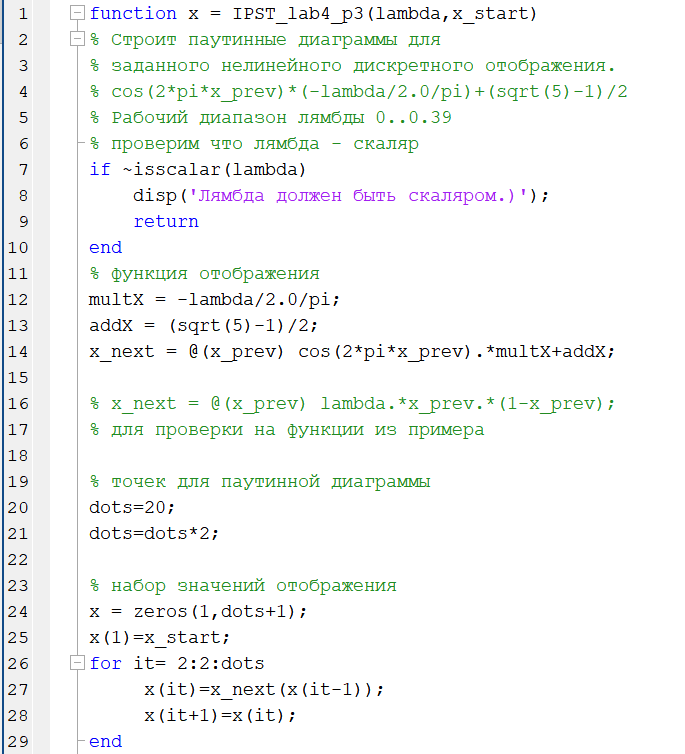 1 function x = IPST_lab4_p3(lambda,x_start)
2 % Строит паутинные диаграммы для
3 % заданного нелинейного дискретного отображения.
4 % cos(2*pi*x_prev)*(-lambda/2.0/pi)+(sqrt(5)-1)/2
5 % Рабочий диапазон лямбды 0..0.39
6 % проверим что лямбда - скаляр
7 if ~isscalar(lambda)
8 disp('Лямбда должен быть скаляром.)');
9 return
10 end
11 % функция отображения
12 multX = -lambda/2.0/pi;
13 addX = (sqrt(5)-1)/2;
14 x_next = @(x_prev) cos(2*pi*x_prev).*multX+addX;
15
16 % x_next = @(x_prev) lambda.*x_prev.*(1-x_prev);
17 % для проверки на функции из примера
18
19 % точек для паутинной диаграммы
20 dots=20;
21 dots=dots*2;
22
23 % набор значений отображения
24 x = zeros(1,dots+1);
25 x(1)=x_start;
26 for it= 2:2:dots
27 x(it)=x_next(x(it-1));
28 x(it+1)=x(it);
29 end